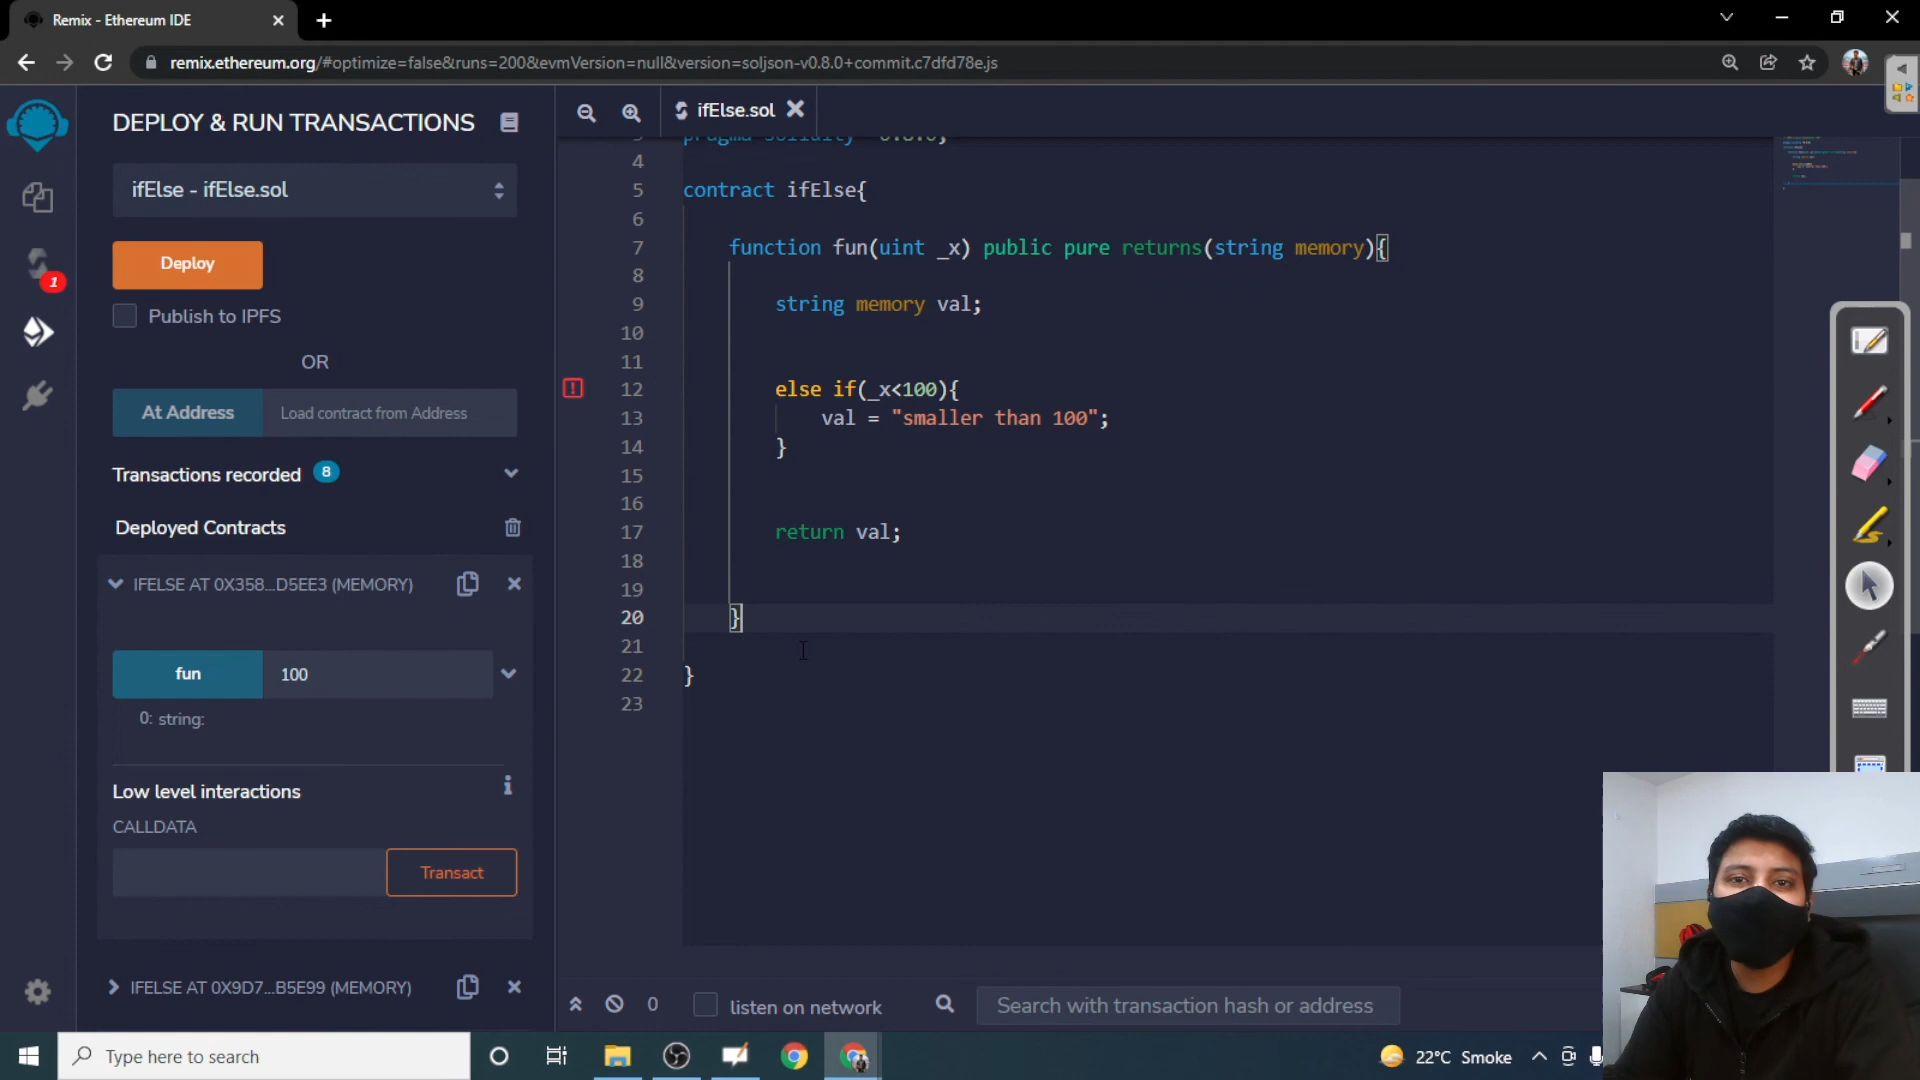 Remix - Ethereum IDE
remix.ethereum.org/#optimize=false&runs=200&evmVersion=null&version=soljson-v0.8.0+commit.c7dfd78e.js
DEPLOY & RUN TRANSACTIONS
ifElse.sol
ifElse - ifElse.sol
Deploy
Publish to IPFS
OR
At Address Load contract from Address
Transactions recorded 8
Deployed Contracts
IFELSE AT 0X358...D5EE3 (MEMORY)
fun 100
0: string:
Low level interactions
CALLDATA
Transact
IFELSE AT 0X9D7...B5E99 (MEMORY)
1
pragma solidity
4
5 contract ifElse{
6
7 function fun(uint _x) public pure returns(string memory){
8
9 string memory val;
10
11
12 else if(_x<100){
13 val = "smaller than 100";
14 }
15
16
17 return val;
18
19
20 }
21
22 }
23
0 listen on network Search with transaction hash or address
Type here to search
22°C Smoke